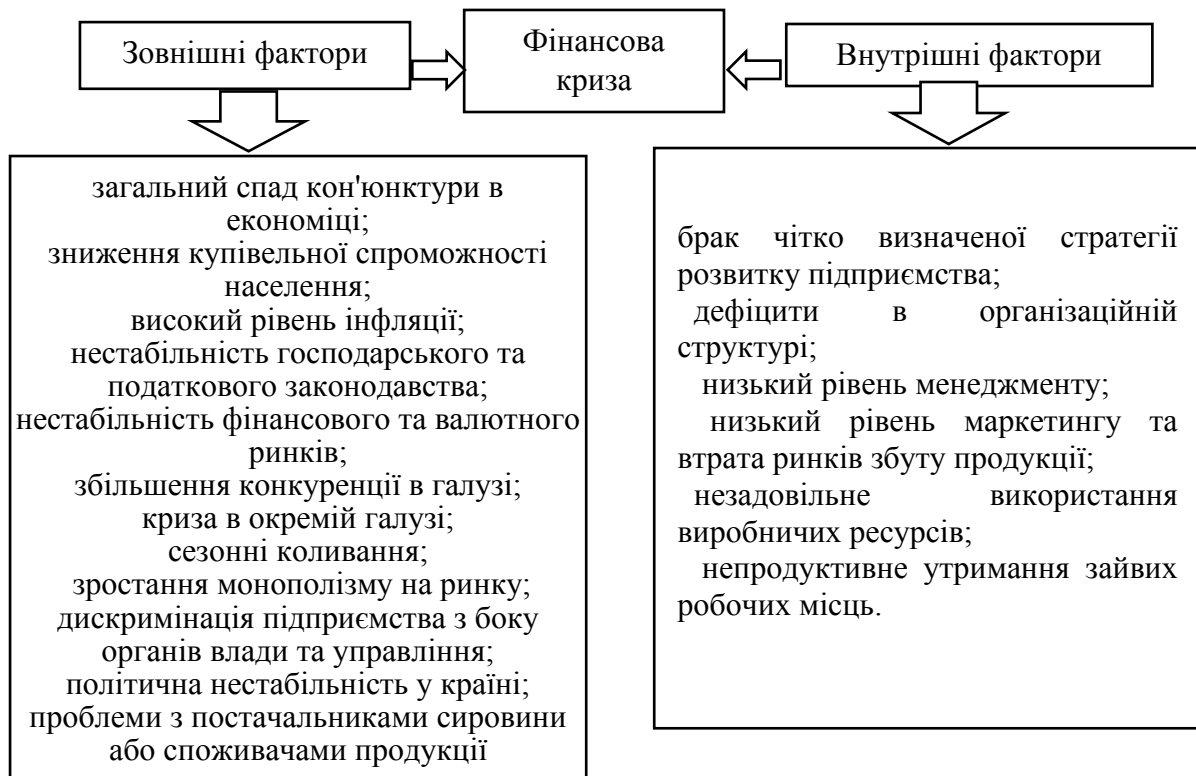 Зовнішні фактори
Фінансова
криза
Внутрішні фактори
загальний спад кон'юнктури в
економіці;
зниження купівельної спроможності
населення;
високий рівень інфляції;
нестабільність господарського та
податкового законодавства;
нестабільність фінансового та валютного
ринків;
збільшення конкуренції в галузі;
криза в окремій галузі;
сезонні коливання;
зростання монополізму на ринку;
дискримінація підприємства з боку
органів влади та управління;
політична нестабільність у країні;
проблеми з постачальниками сировини
або споживачами продукції
брак чітко визначеної стратегії
розвитку підприємства;
дефіцити в організаційній
структурі;
низький рівень менеджменту;
низький рівень маркетингу та
втрата ринків збуту продукції;
незадовільне використання
виробничих ресурсів;
непродуктивне утримання зайвих
робочих місць.